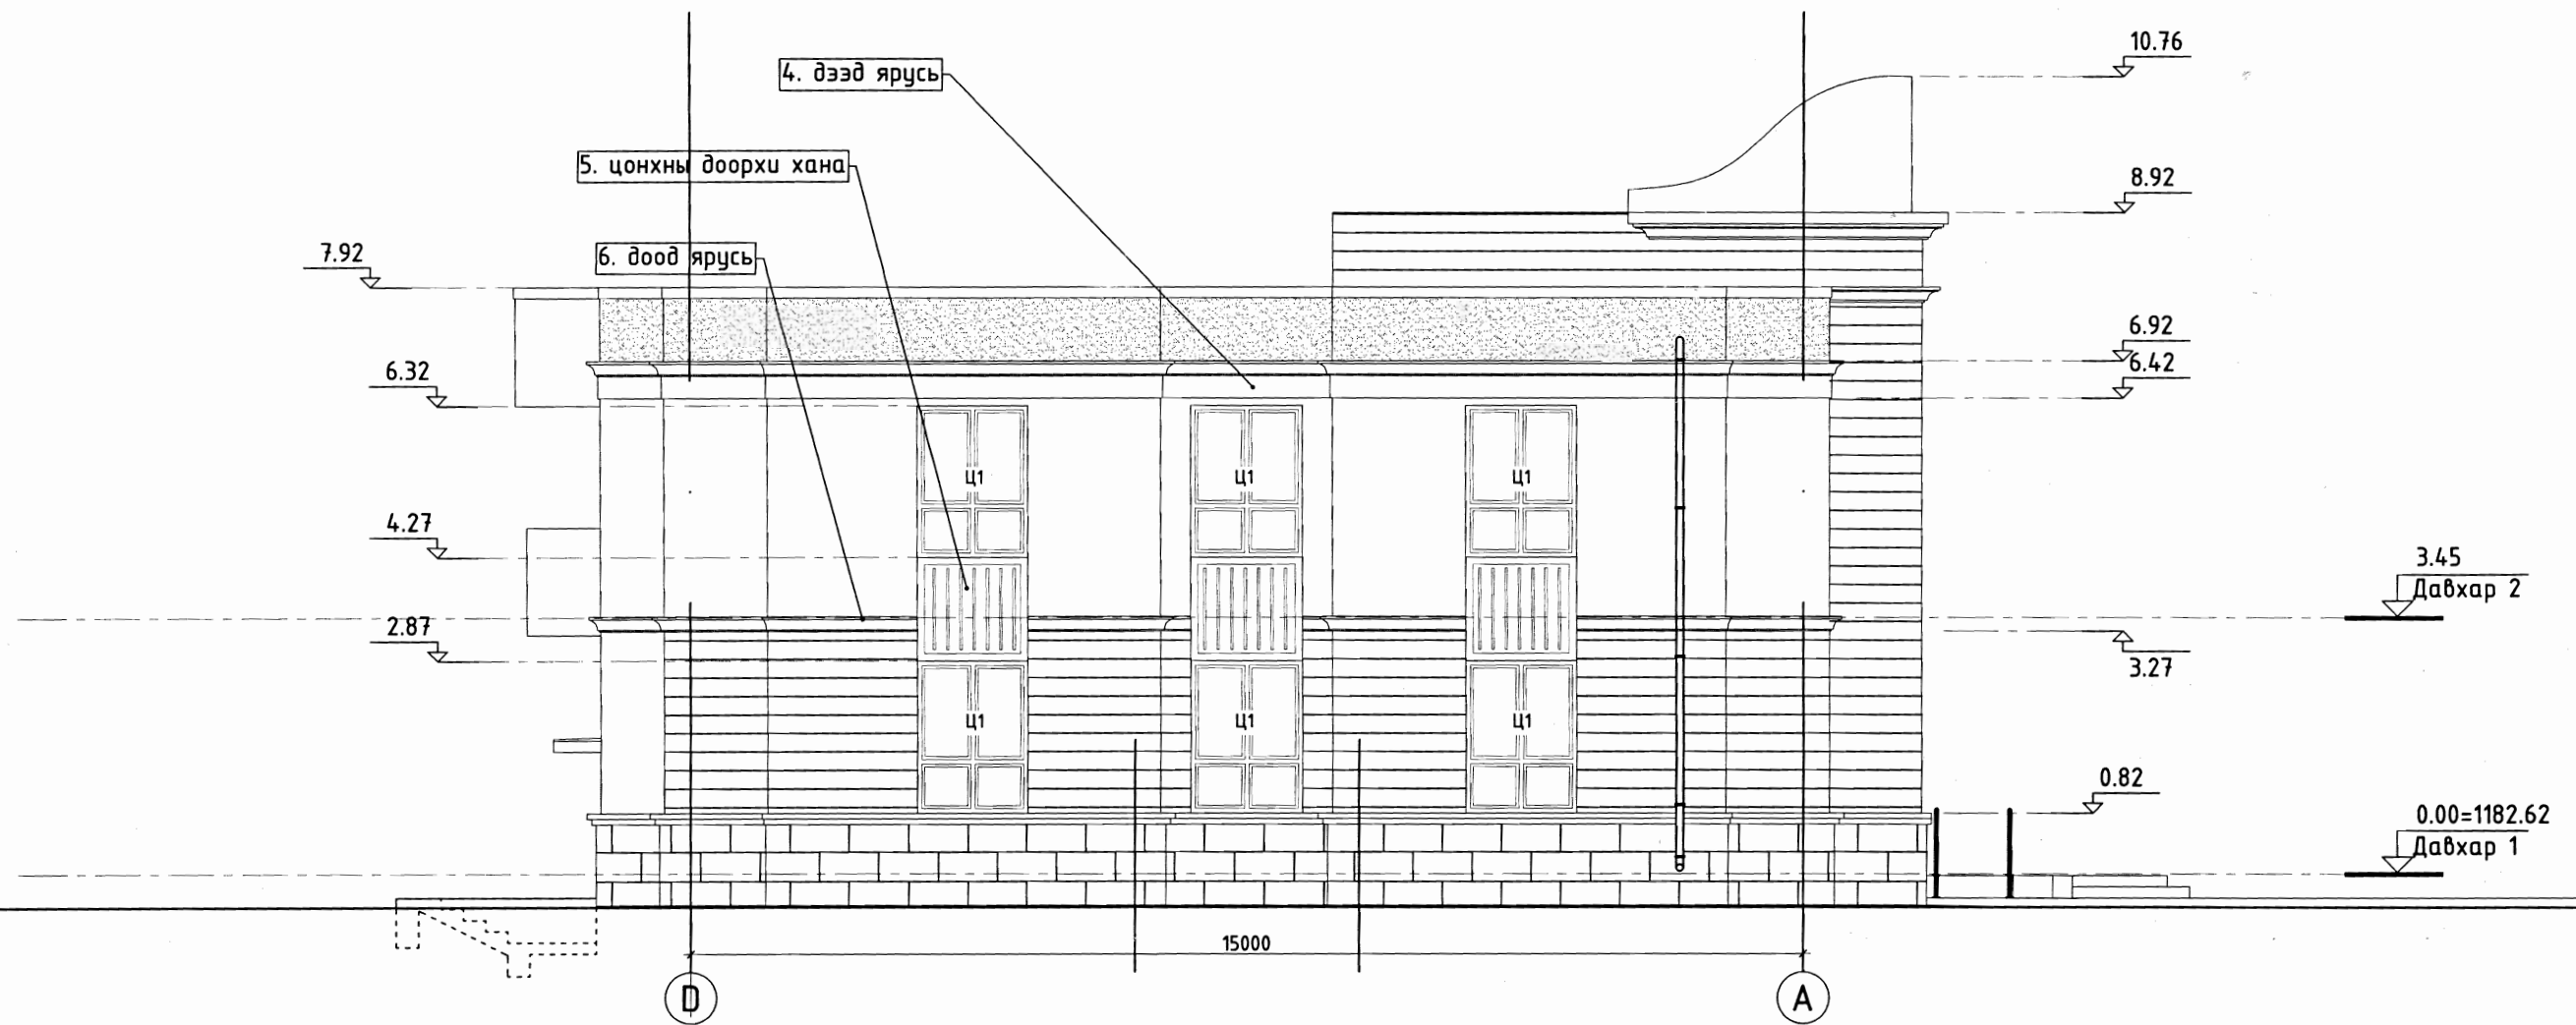 10.76
4. дээд ярусь
5. цонхны доорхи хана
8.92
6. доод ярусь
7.92
6.92
6.42
6.32
Ц1 Ц1 Ц1
4.27
3.45
Давхар 2
2.87
3.27
Ц1 Ц1 Ц1
0.82
0.00=1182.62
Давхар 1
15000
D A